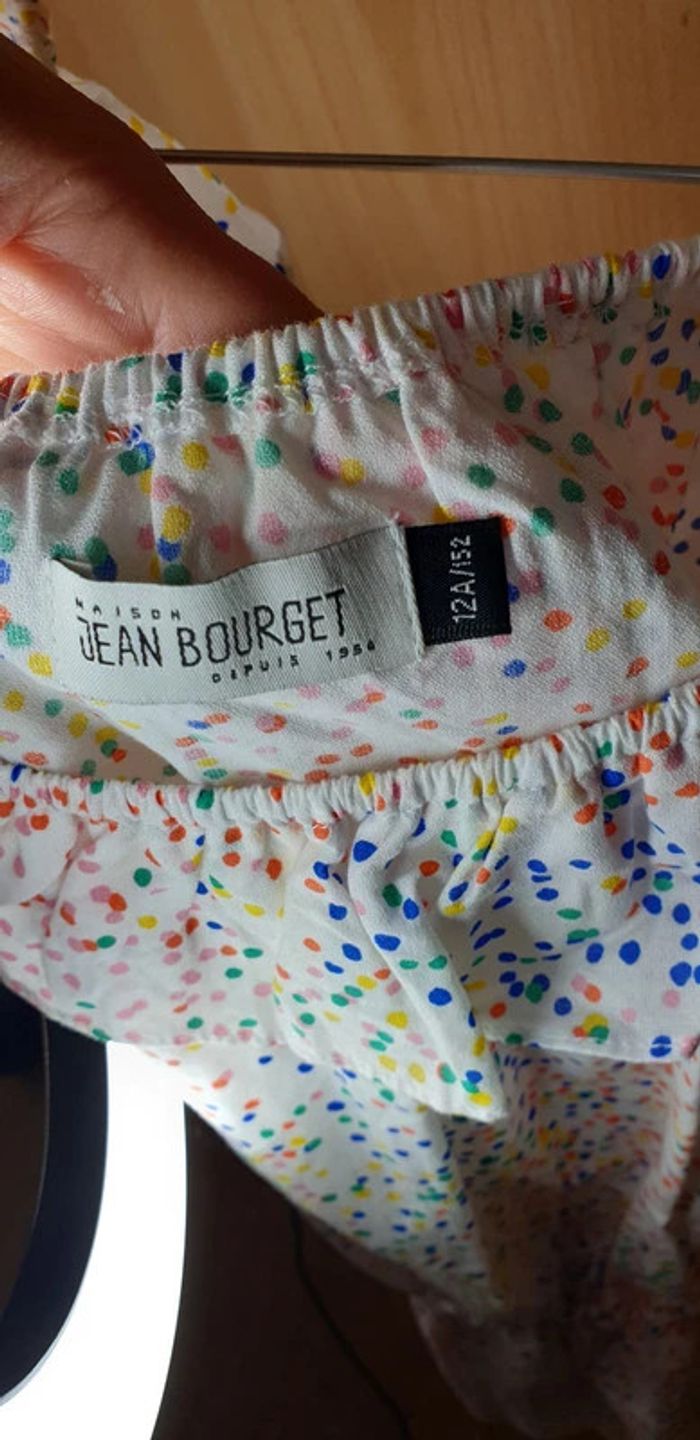 MAISON
JEAN BOURGET
DEPUIS 1956
12A/152